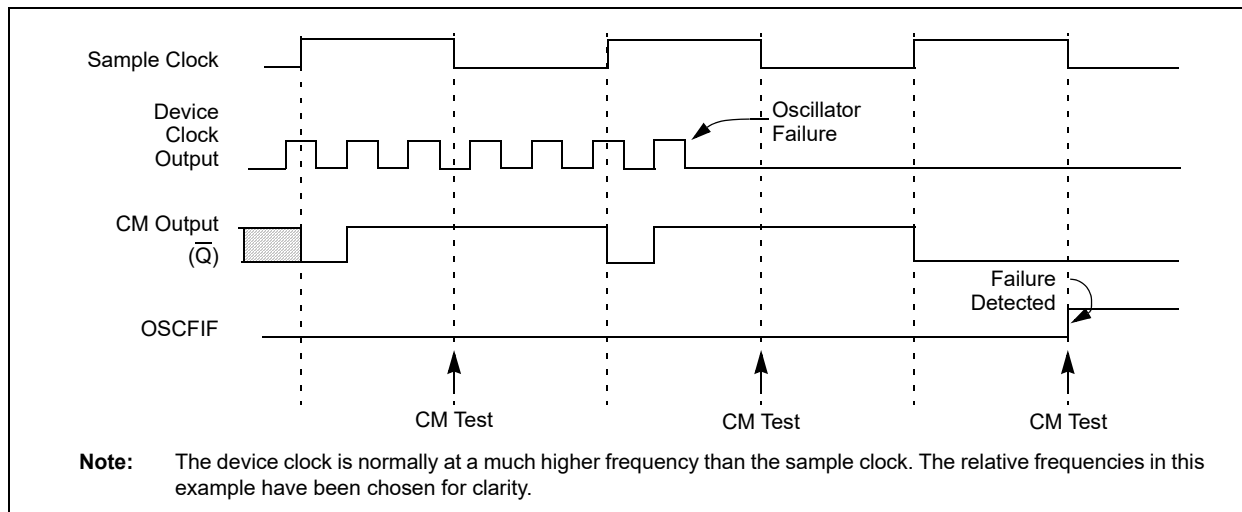 Sample Clock
Device
Clock
Output
Oscillator
Failure
CM Output
(Q̅)
Failure
Detected
OSCFIF
CM Test
CM Test
CM Test
Note: The device clock is normally at a much higher frequency than the sample clock. The relative frequencies in this
example have been chosen for clarity.